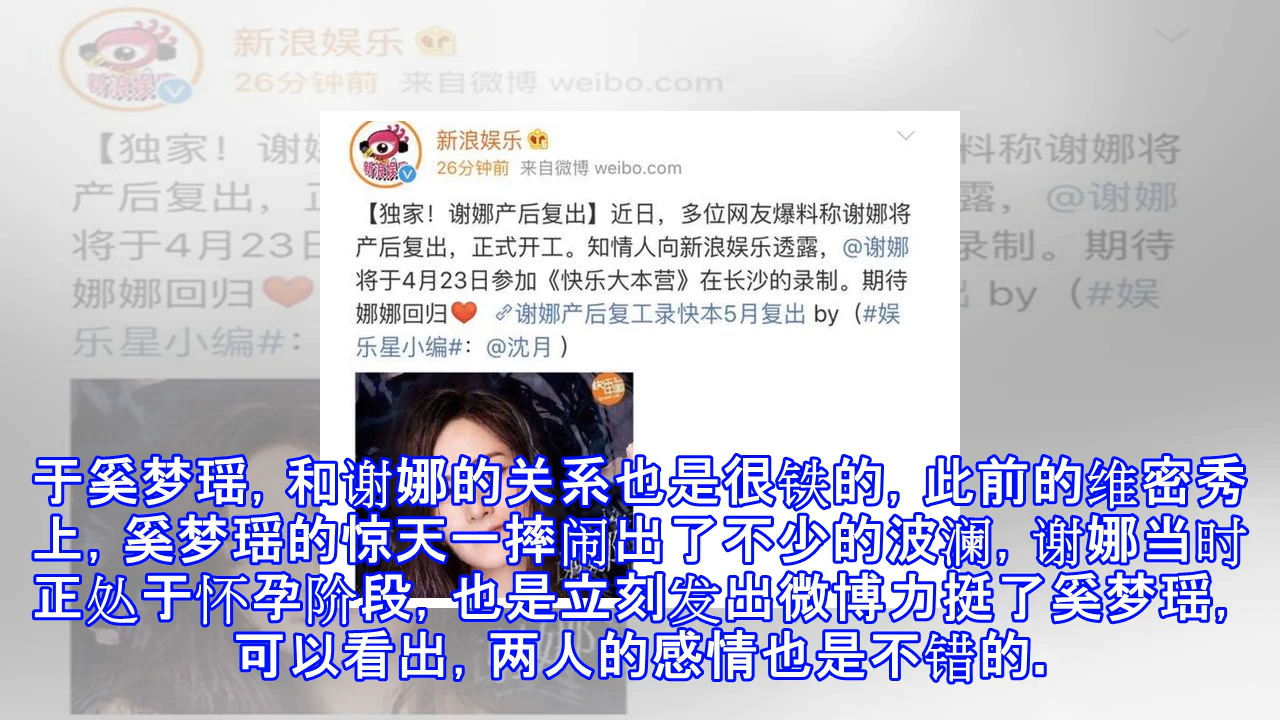 新浪娱乐
26分钟前 来自微博 weibo.com
【独家！谢娜产后复出】近日，多位网友爆料称谢娜将
产后复出，正式开工。知情人向新浪娱乐透露，@谢娜
将于4月23日参加《快乐大本营》在长沙的录制。期待
娜娜回归❤️ 谢娜产后复工录快本5月复出 by（#娱
乐星小编#：@沈月 ）
于奚梦瑶, 和谢娜的关系也是很铁的, 此前的维密秀
上, 奚梦瑶的惊天一摔闹出了不少的波澜, 谢娜当时
正处于怀孕阶段, 也是立刻发出微博力挺了奚梦瑶,
可以看出, 两人的感情也是不错的.